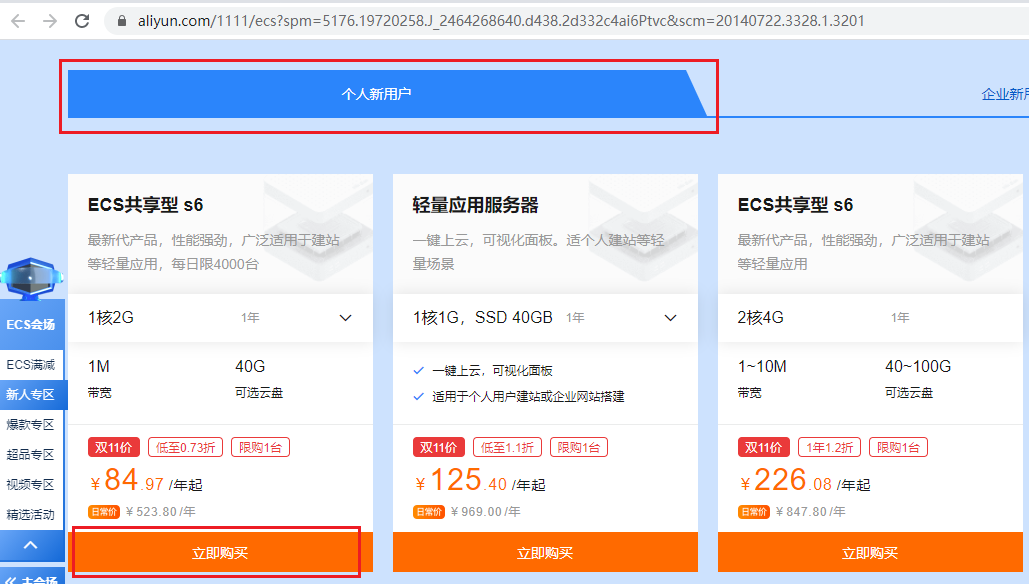 aliyun.com/1111/ecs?spm=5176.19720258.J_2464268640.d438.2d332c4ai6Ptvc&scm=20140722.3328.1.3201
个人新用户
企业新用
ECS共享型 s6
最新代产品，性能强劲，广泛适用于建站
等轻量应用，每日限4000台
1核2G 1年
1M 40G
带宽 可选云盘
双11价 低至0.73折 限购1台
¥84.97 /年起
日常价 ¥523.80/年
立即购买
轻量应用服务器
一键上云，可视化面板。适个人建站等轻
量场景
1核1G，SSD 40GB 1年
一键上云，可视化面板
适用于个人用户建站或企业网站搭建
双11价 低至1.1折 限购1台
¥125.40 /年起
日常价 ¥969.00/年
立即购买
ECS共享型 s6
最新代产品，性能强劲，广泛适用于建站
等轻量应用
2核4G 1年
1~10M 40~100G
带宽 可选云盘
双11价 1年1.2折 限购1台
¥226.08 /年起
日常价 ¥847.80/年
立即购买
ECS会场
ECS满减
新人专区
爆款专区
超品专区
视频专区
精选活动
主会场